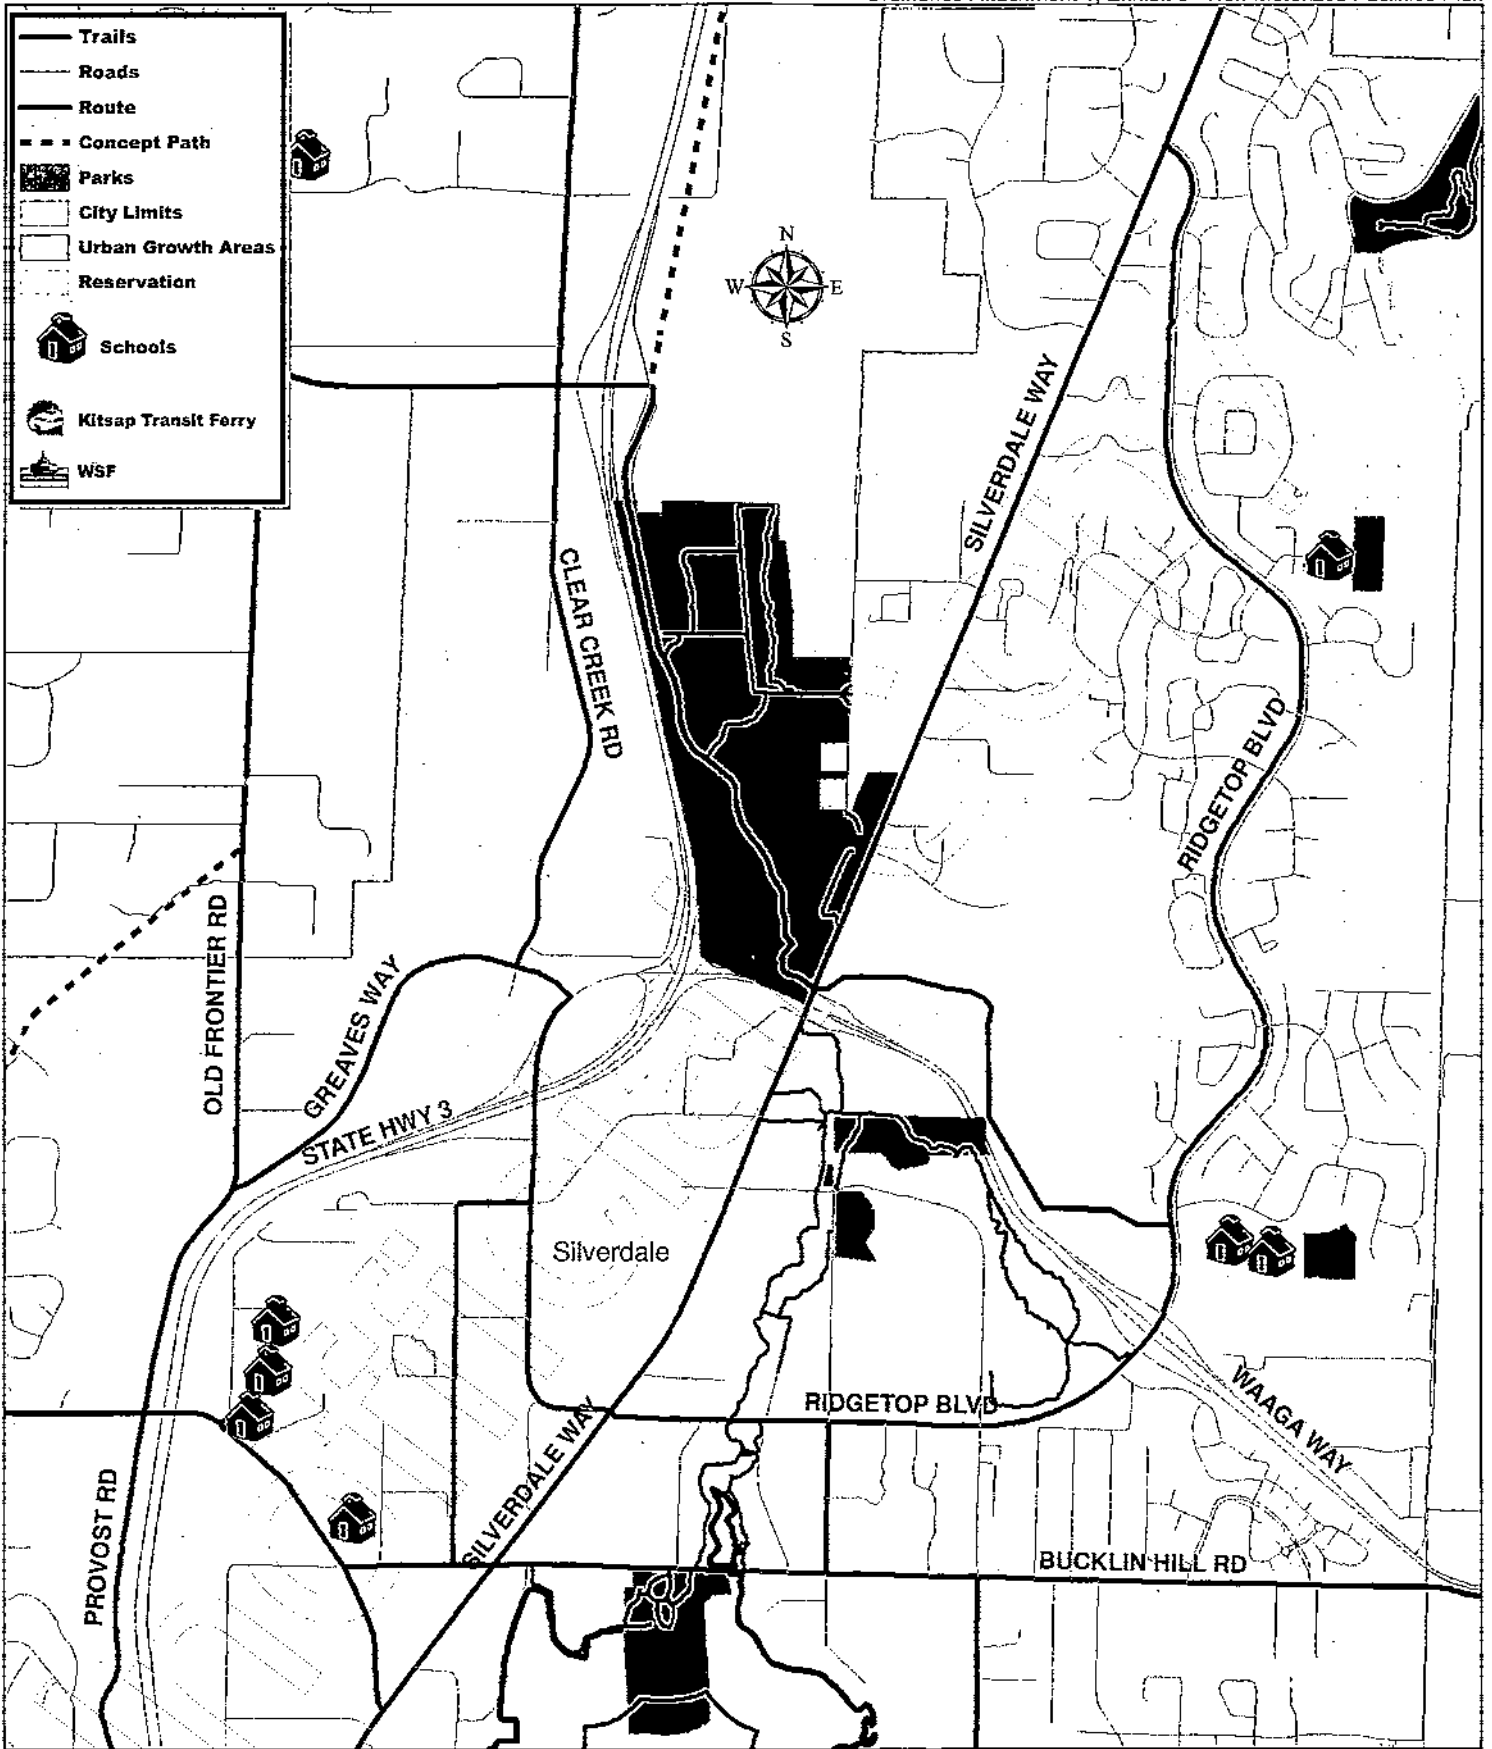 Trails
Roads
Route
Concept Path
Parks
City Limits
Urban Growth Areas
Reservation
Schools
Kitsap Transit Ferry
WSF
N
W
E
S
SILVERDALE WAY
CLEAR CREEK RD
RIDGETOP BLVD
OLD FRONTIER RD
GREAVES WAY
STATE HWY 3
Silverdale
RIDGETOP BLVD
WAAGA WAY
SILVERDALE WAY
PROVOST RD
BUCKLIN HILL RD